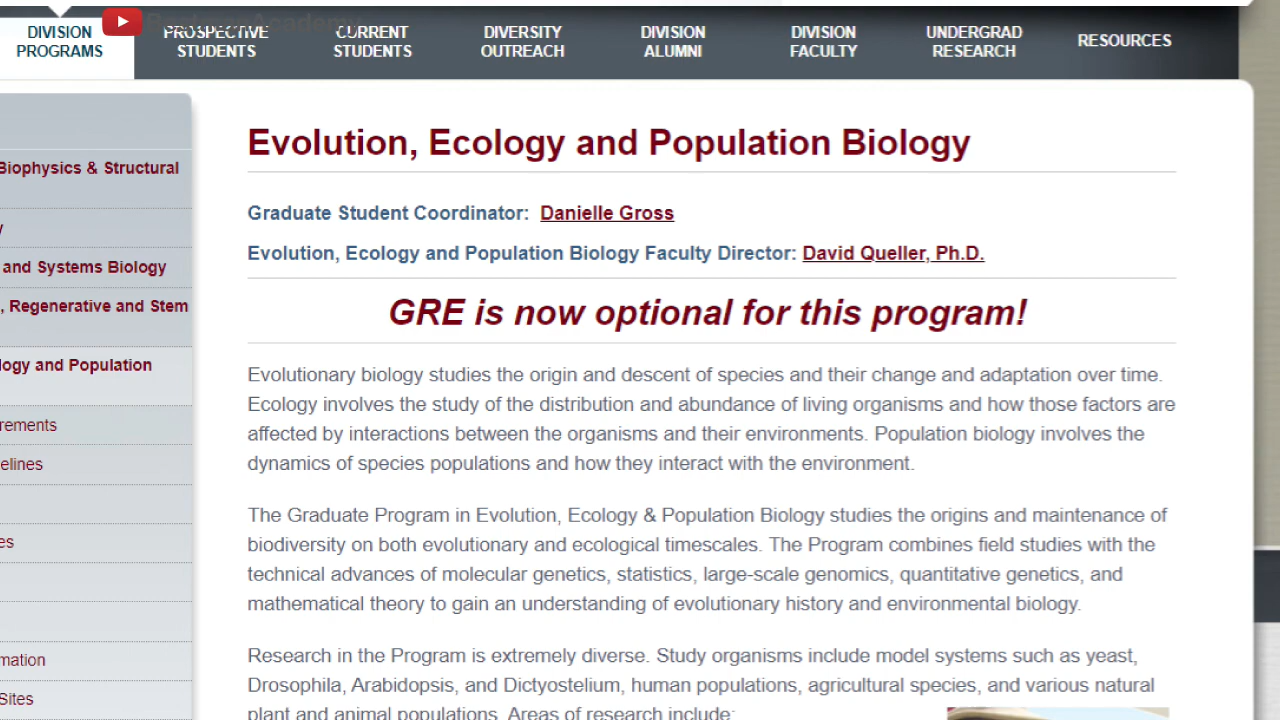 DIVISION
PROGRAMS
PROSPECTIVE
STUDENTS
CURRENT
STUDENTS
DIVERSITY
OUTREACH
DIVISION
ALUMNI
DIVISION
FACULTY
UNDERGRAD
RESEARCH
RESOURCES
Biophysics & Structural
y
and Systems Biology
, Regenerative and Stem
logy and Population
rements
elines
es
mation
Sites
Evolution, Ecology and Population Biology
Graduate Student Coordinator: Danielle Gross
Evolution, Ecology and Population Biology Faculty Director: David Queller, Ph.D.
GRE is now optional for this program!
Evolutionary biology studies the origin and descent of species and their change and adaptation over time.
Ecology involves the study of the distribution and abundance of living organisms and how those factors are
affected by interactions between the organisms and their environments. Population biology involves the
dynamics of species populations and how they interact with the environment.
The Graduate Program in Evolution, Ecology & Population Biology studies the origins and maintenance of
biodiversity on both evolutionary and ecological timescales. The Program combines field studies with the
technical advances of molecular genetics, statistics, large-scale genomics, quantitative genetics, and
mathematical theory to gain an understanding of evolutionary history and environmental biology.
Research in the Program is extremely diverse. Study organisms include model systems such as yeast,
Drosophila, Arabidopsis, and Dictyostelium, human populations, agricultural species, and various natural
plant and animal populations. Areas of research include: